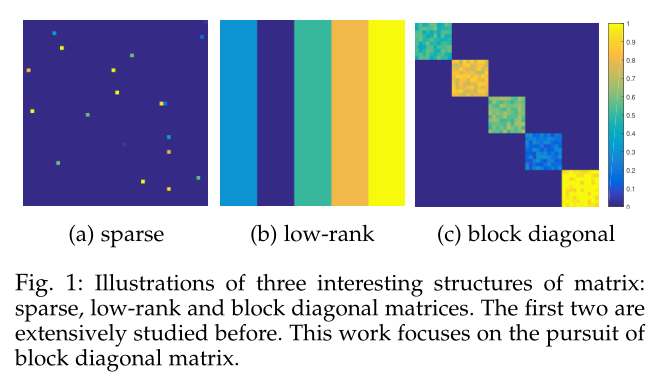 1
0.9
0.8
0.7
0.6
0.5
0.4
0.3
0.2
0.1
0
(a) sparse
(b) low-rank
(c) block diagonal
Fig. 1: Illustrations of three interesting structures of matrix:
sparse, low-rank and block diagonal matrices. The first two are
extensively studied before. This work focuses on the pursuit of
block diagonal matrix.